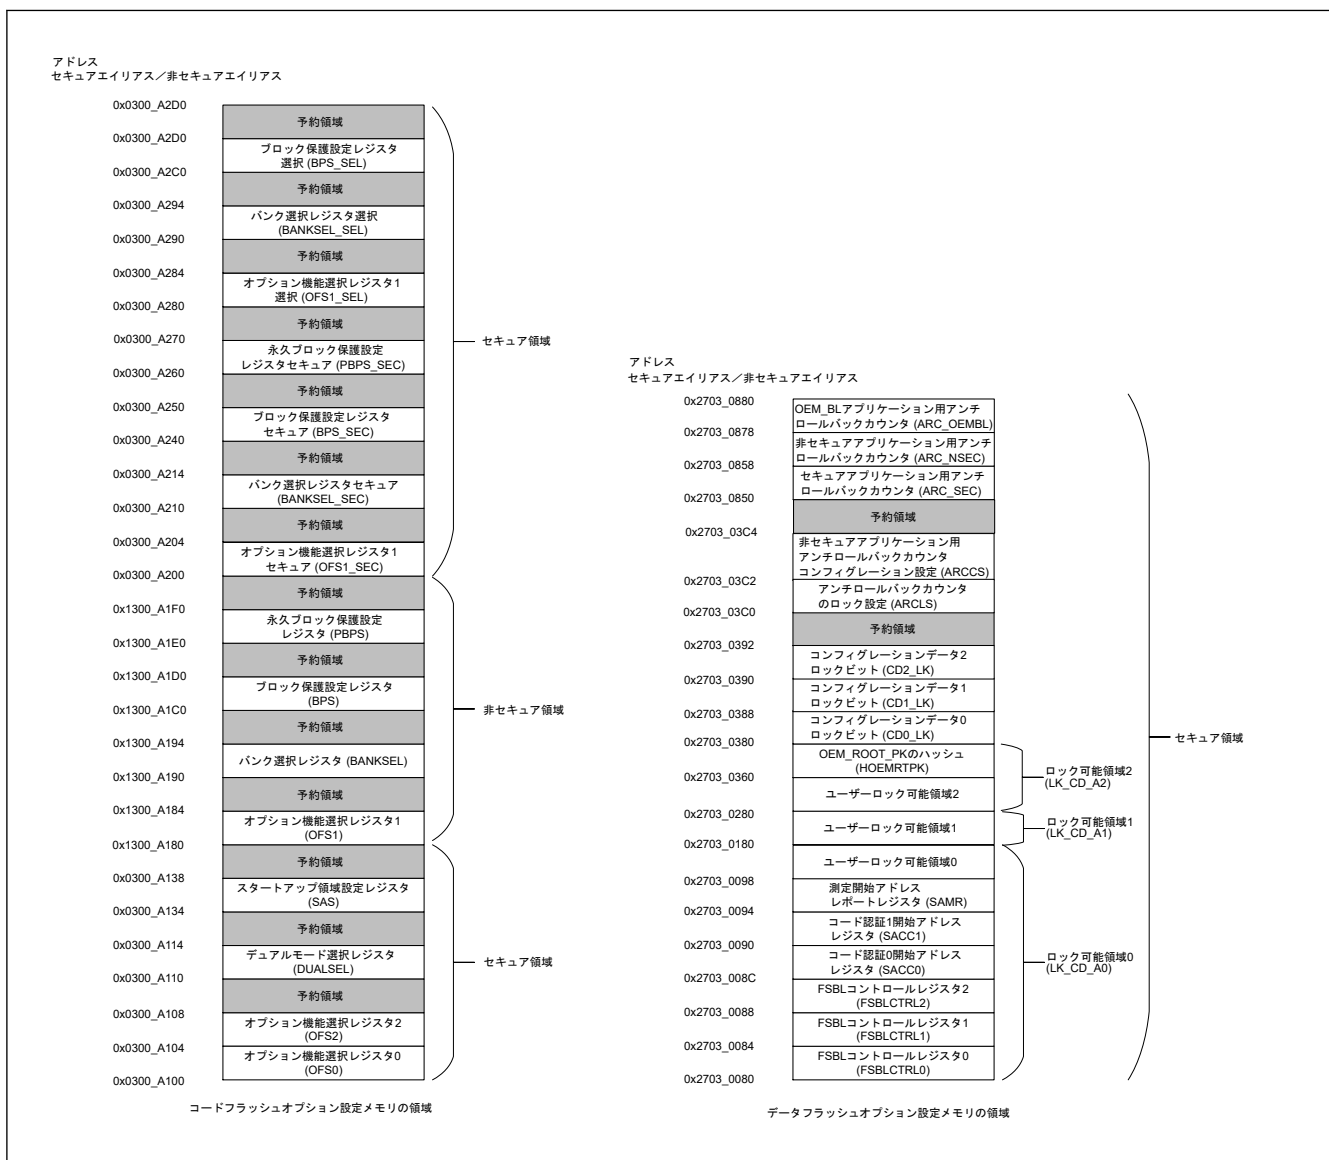 アドレス
セキュアエイリアス／非セキュアエイリアス
0x0300_A2D0
予約領域
0x0300_A2D0
ブロック保護設定レジスタ
選択 (BPS_SEL)
0x0300_A2C0
予約領域
0x0300_A294
バンク選択レジスタ選択
(BANKSEL_SEL)
0x0300_A290
予約領域
0x0300_A284
オプション機能選択レジスタ1
選択 (OFS1_SEL)
0x0300_A280
予約領域
0x0300_A270
永久ブロック保護設定
レジスタセキュア (PBPS_SEC)
0x0300_A260
予約領域
0x0300_A250
ブロック保護設定レジスタ
セキュア (BPS_SEC)
0x0300_A240
予約領域
0x0300_A214
バンク選択レジスタセキュア
(BANKSEL_SEC)
0x0300_A210
予約領域
0x0300_A204
オプション機能選択レジスタ1
セキュア (OFS1_SEC)
0x0300_A200
セキュア領域
予約領域
0x1300_A1F0
永久ブロック保護設定
レジスタ (PBPS)
0x1300_A1E0
予約領域
0x1300_A1D0
ブロック保護設定レジスタ
(BPS)
0x1300_A1C0
予約領域
0x1300_A194
バンク選択レジスタ (BANKSEL)
0x1300_A190
予約領域
0x1300_A184
オプション機能選択レジスタ1
(OFS1)
0x1300_A180
非セキュア領域
予約領域
0x0300_A138
スタートアップ領域設定レジスタ
(SAS)
0x0300_A134
予約領域
0x0300_A114
デュアルモード選択レジスタ
(DUALSEL)
0x0300_A110
予約領域
0x0300_A108
オプション機能選択レジスタ2
(OFS2)
0x0300_A104
オプション機能選択レジスタ0
(OFS0)
0x0300_A100
セキュア領域
コードフラッシュオプション設定メモリの領域
アドレス
セキュアエイリアス／非セキュアエイリアス
0x2703_0880
OEM_BLアプリケーション用アンチ
ロールバックカウンタ (ARC_OEMBL)
0x2703_0878
非セキュアアプリケーション用アンチ
ロールバックカウンタ (ARC_NSEC)
0x2703_0858
セキュアアプリケーション用アンチ
ロールバックカウンタ (ARC_SEC)
0x2703_0850
予約領域
0x2703_03C4
非セキュアアプリケーション用
アンチロールバックカウンタ
コンフィグレーション設定 (ARCCS)
0x2703_03C2
アンチロールバックカウンタ
のロック設定 (ARCLS)
0x2703_03C0
予約領域
0x2703_0392
コンフィグレーションデータ2
ロックビット (CD2_LK)
0x2703_0390
コンフィグレーションデータ1
ロックビット (CD1_LK)
0x2703_0388
コンフィグレーションデータ0
ロックビット (CD0_LK)
0x2703_0380
OEM_ROOT_PKのハッシュ
(HOEMRTPK)
0x2703_0360
ユーザーロック可能領域2
0x2703_0280
ロック可能領域2
(LK_CD_A2)
ユーザーロック可能領域1
0x2703_0180
ロック可能領域1
(LK_CD_A1)
ユーザーロック可能領域0
0x2703_0098
測定開始アドレス
レポートレジスタ (SAMR)
0x2703_0094
コード認証1開始アドレス
レジスタ (SACC1)
0x2703_0090
コード認証0開始アドレス
レジスタ (SACC0)
0x2703_008C
FSBLコントロールレジスタ2
(FSBLCTRL2)
0x2703_0088
FSBLコントロールレジスタ1
(FSBLCTRL1)
0x2703_0084
FSBLコントロールレジスタ0
(FSBLCTRL0)
0x2703_0080
ロック可能領域0
(LK_CD_A0)
セキュア領域
データフラッシュオプション設定メモリの領域